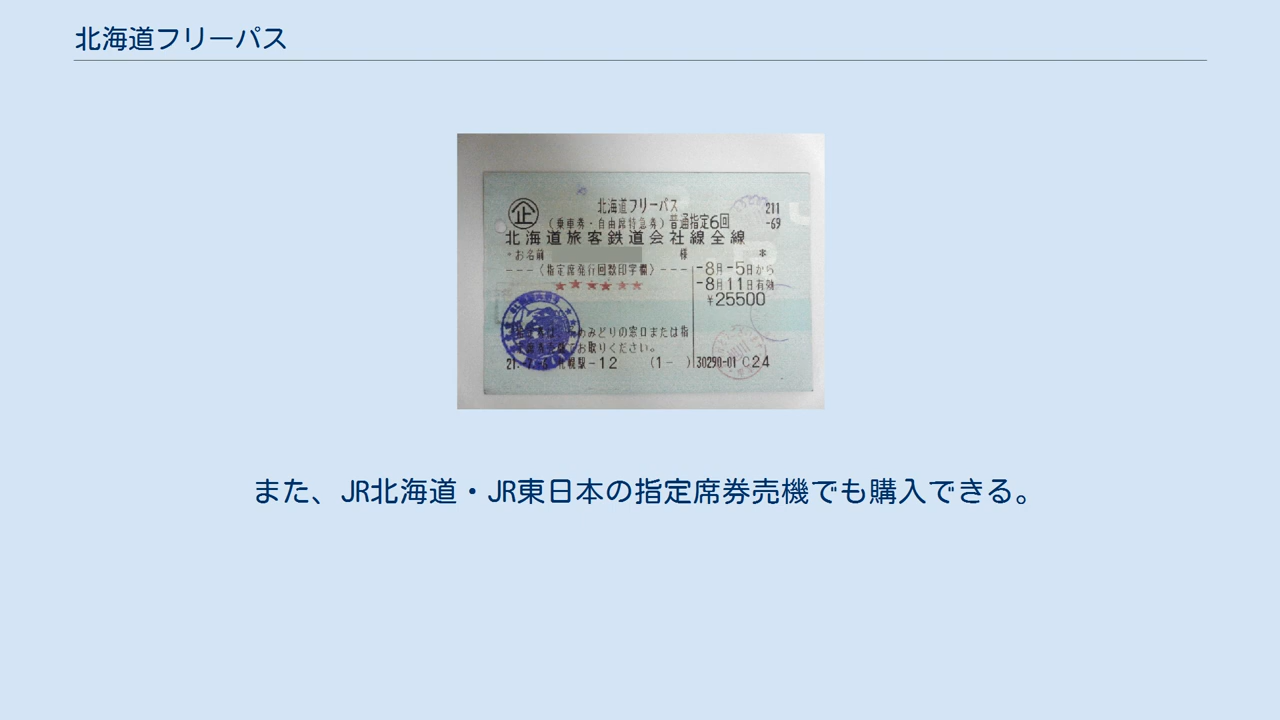 北海道フリーパス
企 北海道フリーパス 211
(乗車券・自由席特急券)普通指定6回 -69
北海道旅客鉄道会社線全線
*お名前 様 *
---(指定席発行回数印字欄)--- -8月-5日から
★★★★★★ -8月11日有効
¥25500
みどりの窓口または指
でお取りください。
札幌駅-12 (1- ) 30290-01 C24
また、JR北海道・JR東日本の指定席券売機でも購入できる。